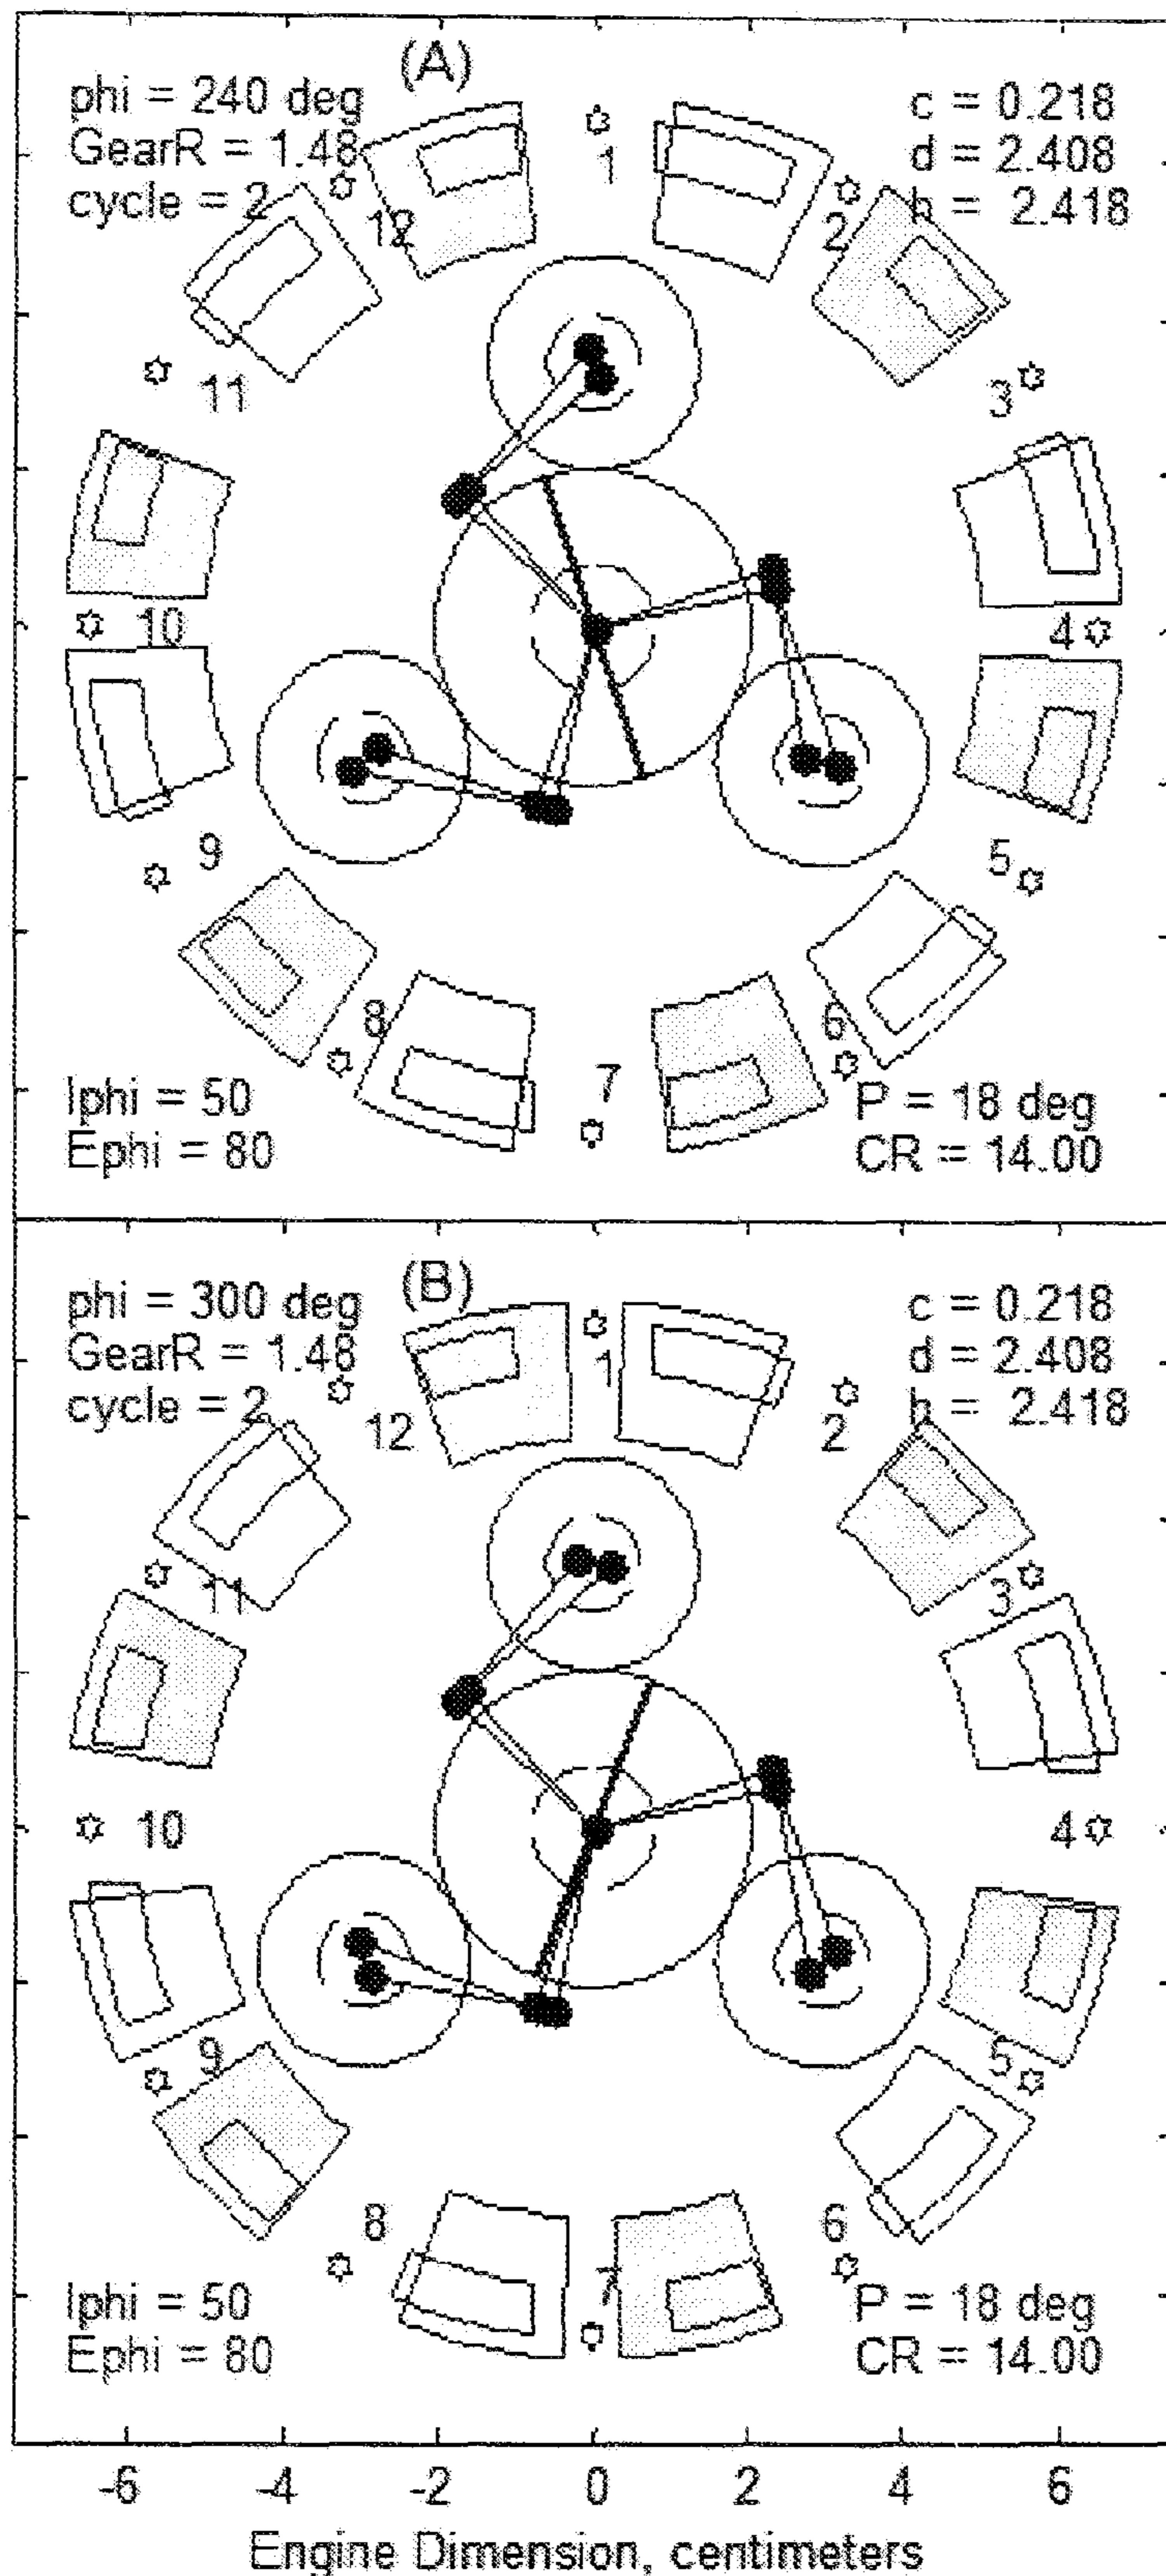 (A)
phi = 240 deg
GearR = 1.48
cycle = 2
c = 0.218
d = 2.408
h = 2.418
1
2
3
4
5
6
7
8
9
10
11
12
Iphi = 50
Ephi = 80
P = 18 deg
CR = 14.00
(B)
phi = 300 deg
GearR = 1.48
cycle = 2
c = 0.218
d = 2.408
h = 2.418
1
2
3
4
5
6
7
8
9
10
11
12
Iphi = 50
Ephi = 80
P = 18 deg
CR = 14.00
-6 -4 -2 0 2 4 6
Engine Dimension, centimeters